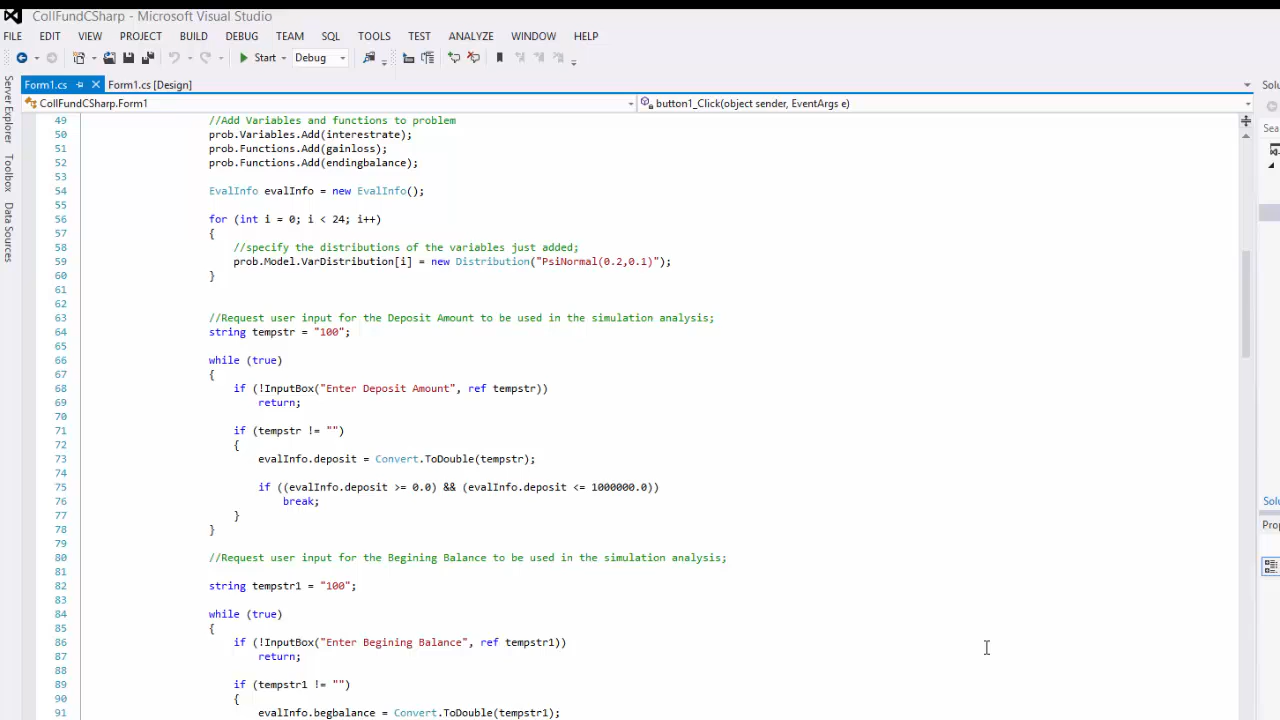 CollFundCSharp - Microsoft Visual Studio
FILE EDIT VIEW PROJECT BUILD DEBUG TEAM SQL TOOLS TEST ANALYZE WINDOW HELP
Start Debug
Form1.cs Form1.cs [Design] Solu
CollFundCSharp.Form1 button1_Click(object sender, EventArgs e)
Server Explorer
Toolbox
Data Sources
Sea
49 //Add Variables and functions to problem
50 prob.Variables.Add(interestrate);
51 prob.Functions.Add(gainloss);
52 prob.Functions.Add(endingbalance);
53
54 EvalInfo evalInfo = new EvalInfo();
55
56 for (int i = 0; i < 24; i++)
57 {
58 //specify the distributions of the variables just added;
59 prob.Model.VarDistribution[i] = new Distribution("PsiNormal(0.2,0.1)");
60 }
61
62
63 //Request user input for the Deposit Amount to be used in the simulation analysis;
64 string tempstr = "100";
65
66 while (true)
67 {
68 if (!InputBox("Enter Deposit Amount", ref tempstr))
69 return;
70
71 if (tempstr != "")
72 {
73 evalInfo.deposit = Convert.ToDouble(tempstr);
74
75 if ((evalInfo.deposit >= 0.0) && (evalInfo.deposit <= 1000000.0))
76 break;
77 }
78 }
79
80 //Request user input for the Begining Balance to be used in the simulation analysis;
81
82 string tempstr1 = "100";
83
84 while (true)
85 {
86 if (!InputBox("Enter Begining Balance", ref tempstr1))
87 return;
88
89 if (tempstr1 != "")
90 {
91 evalInfo.begbalance = Convert.ToDouble(tempstr1);
Solu
Prop